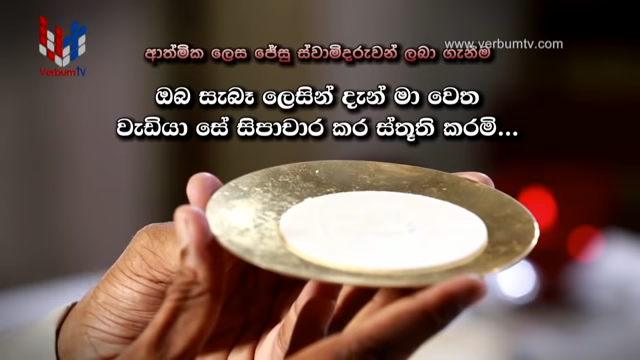 www.verbumtv.com
ආත්මික ලෙස ජේසු ස්වාමිදරුවන් ලබා ගැනීම
VerbumTV
ඔබ සැබෑ ලෙසින් දැන් මා වෙත
වැඩියා සේ සිපාචාර කර ස්තූති කරමි...